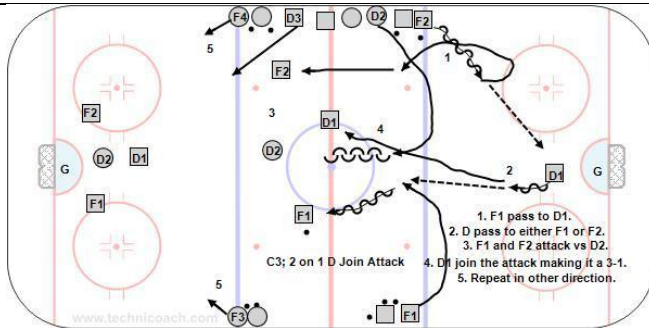 F4
D3
D2
F2
5
1
F2
F2
3
D1
4
D2
D1
D2
G
2
D1
G
F1
F1
1. F1 pass to D1.
2. D pass to either F1 or F2.
3. F1 and F2 attack vs D2.
C3; 2 on 1 D Join Attack
4. D1 join the attack making it a 3-1.
5. Repeat in other direction.
5
www.technicoach.com
F3
F1